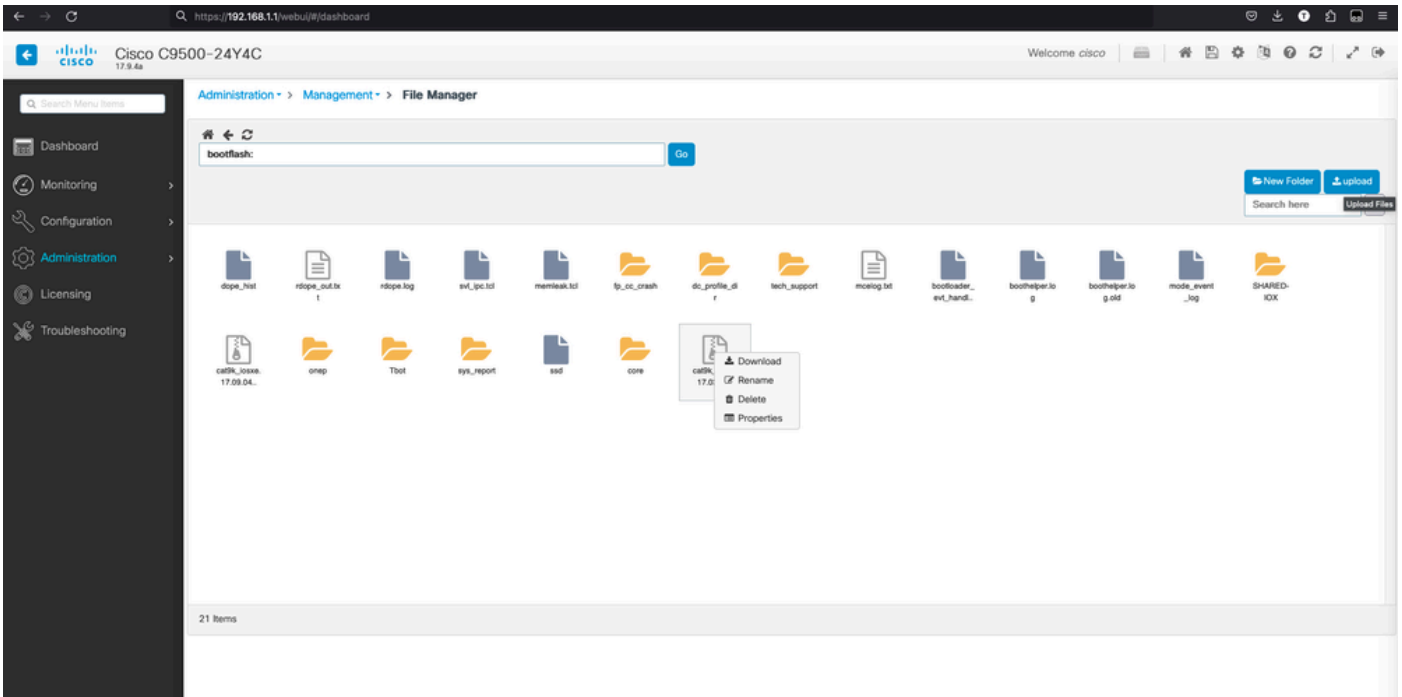 https://192.168.1.1/webui/#/dashboard
CISCO
Cisco C9500-24Y4C
17.9.4a
Welcome cisco
Search Menu Items
Dashboard
Monitoring
Configuration
Administration
Licensing
Troubleshooting
Administration > Management > File Manager
bootflash:
Go
New Folder
upload
Search here
Upload Files
dope_hist
rdope_out.tx
t
rdope.log
svl_ipc.tcl
memleak.tcl
fp_cc_crash
dc_profile_di
r
tech_support
mcelog.txt
bootloader_
evt_handl..
boothelper.lo
g
boothelper.lo
g.old
mode_event
_log
SHARED-
IOX
cat9k_iosxe.
17.09.04..
onep
Tbot
sys_report
ssd
core
cat9k_
17.0
Download
Rename
Delete
Properties
21 Items